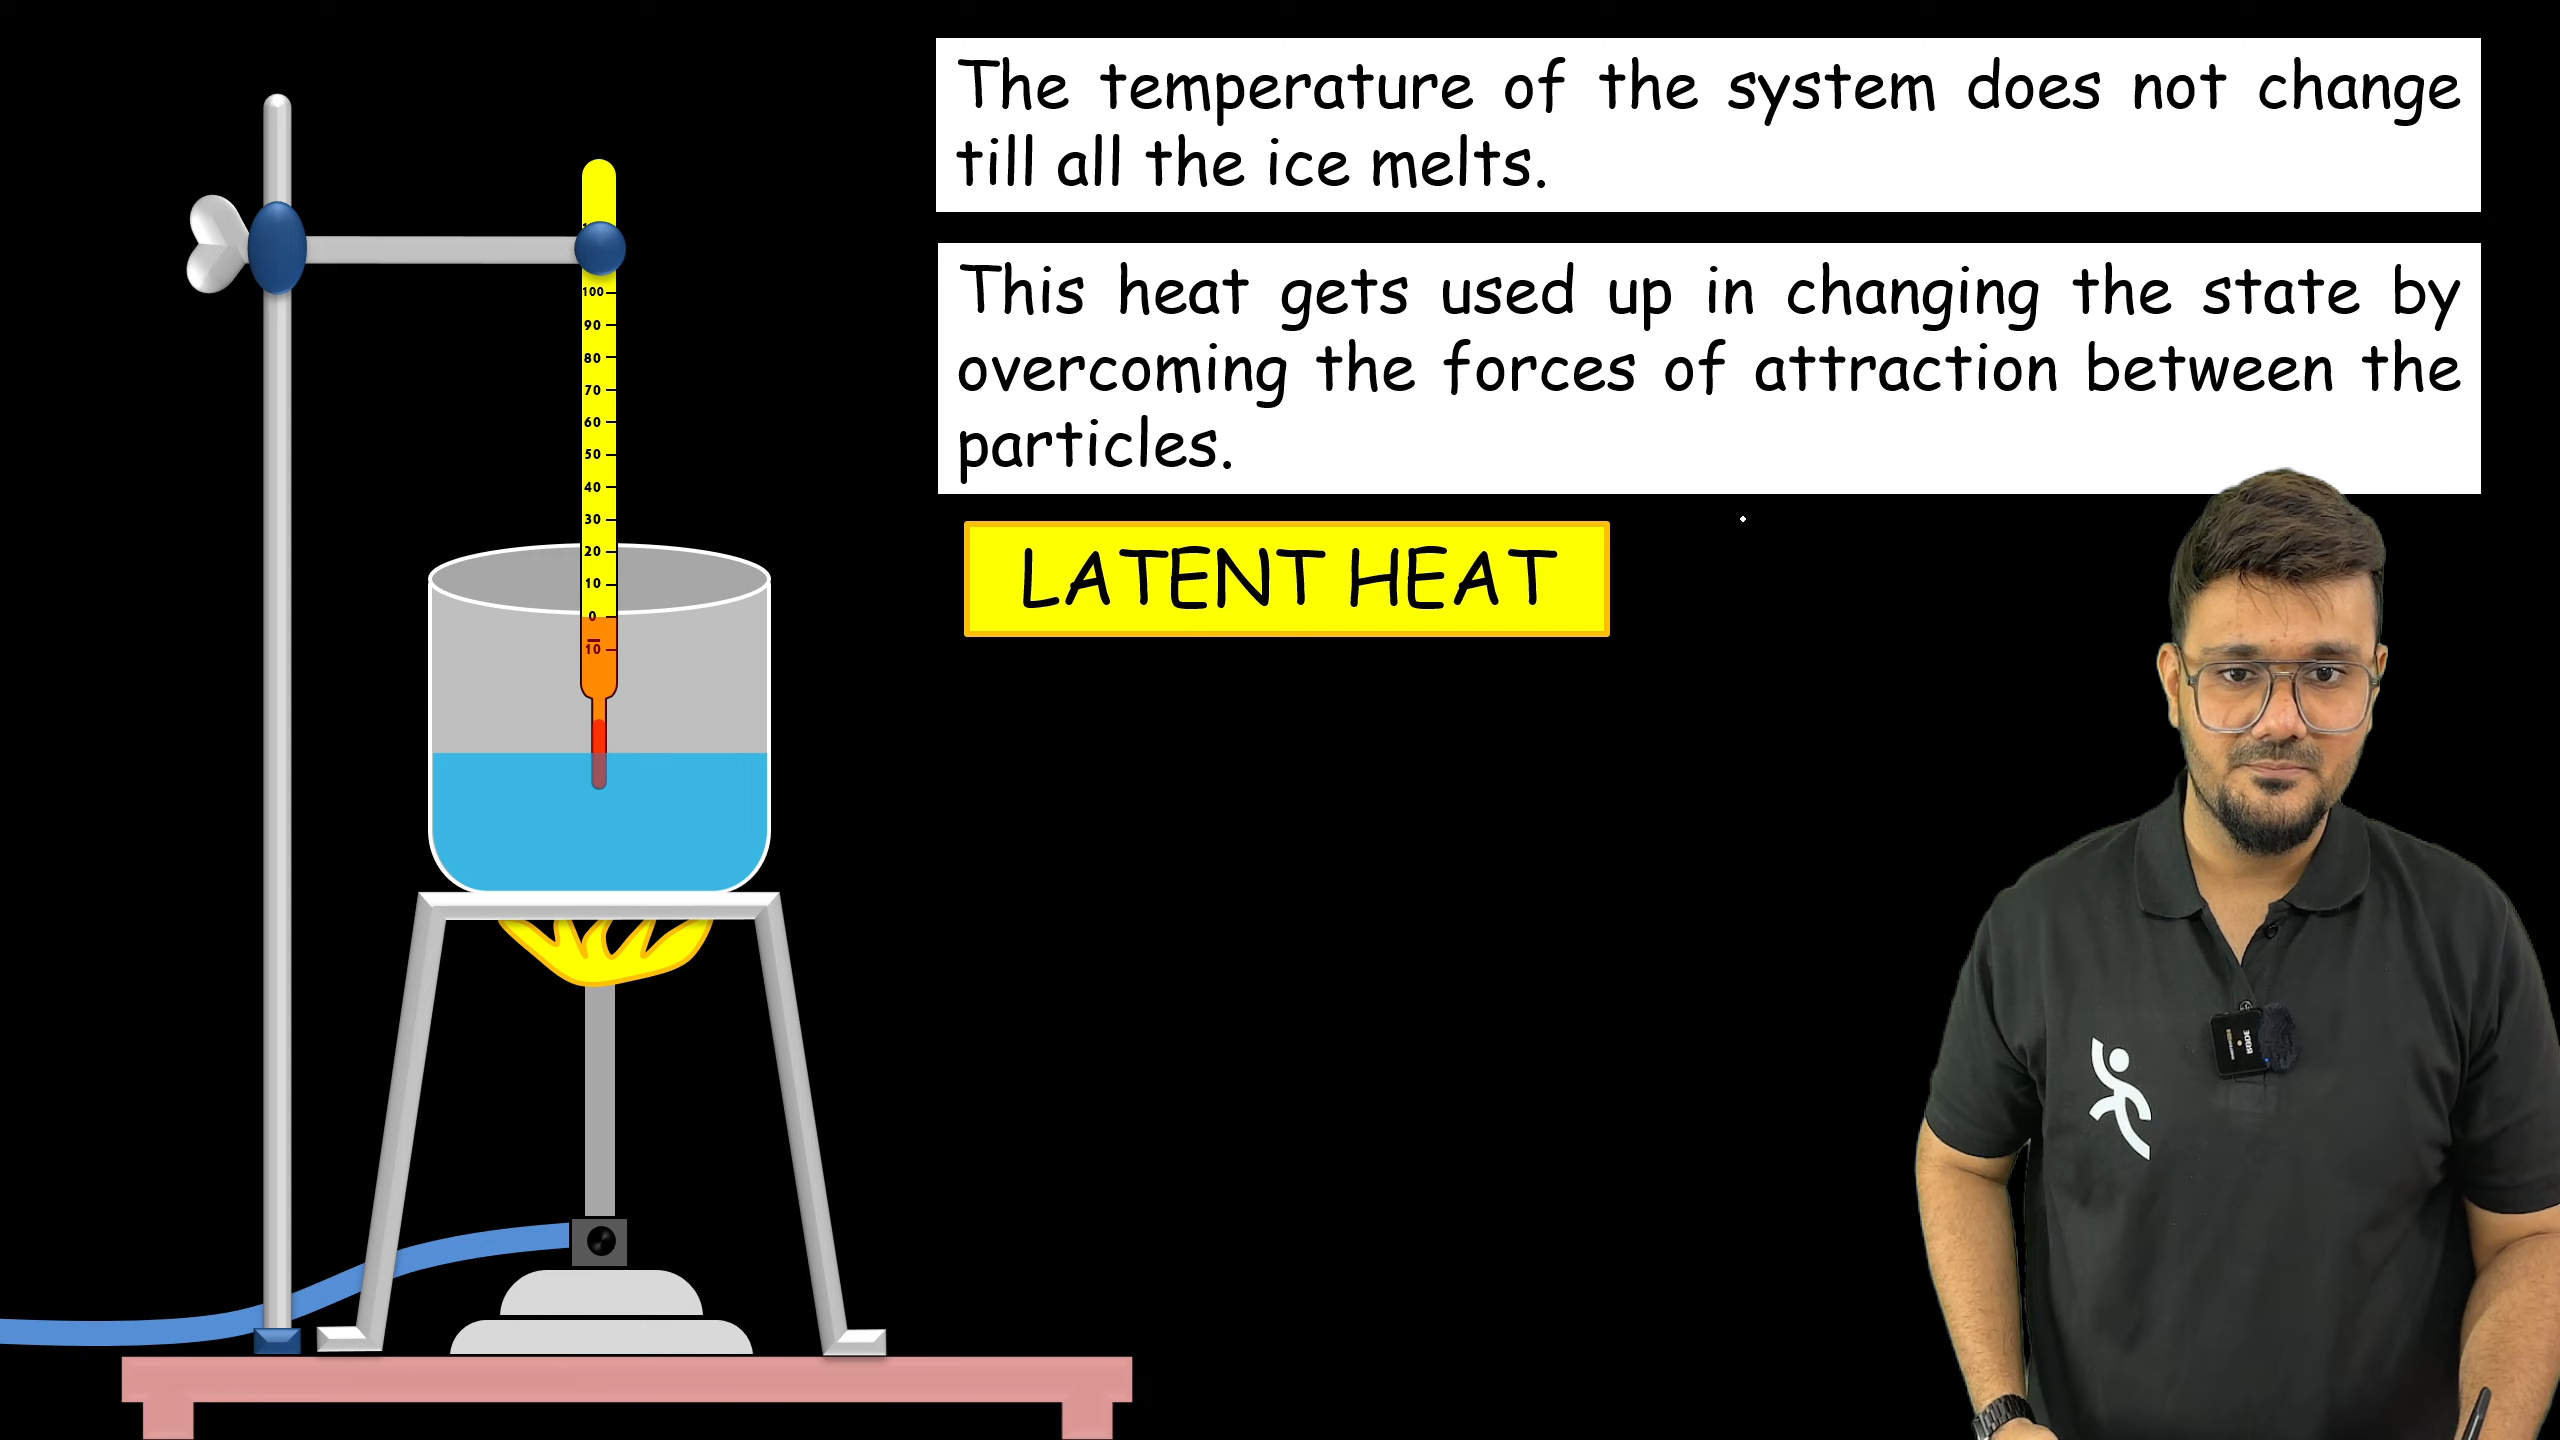 The temperature of the system does not change
till all the ice melts.
This heat gets used up in changing the state by
overcoming the forces of attraction between the
particles.
LATENT HEAT
100
90
80
70
60
50
40
30
20
10
0
10
RODE